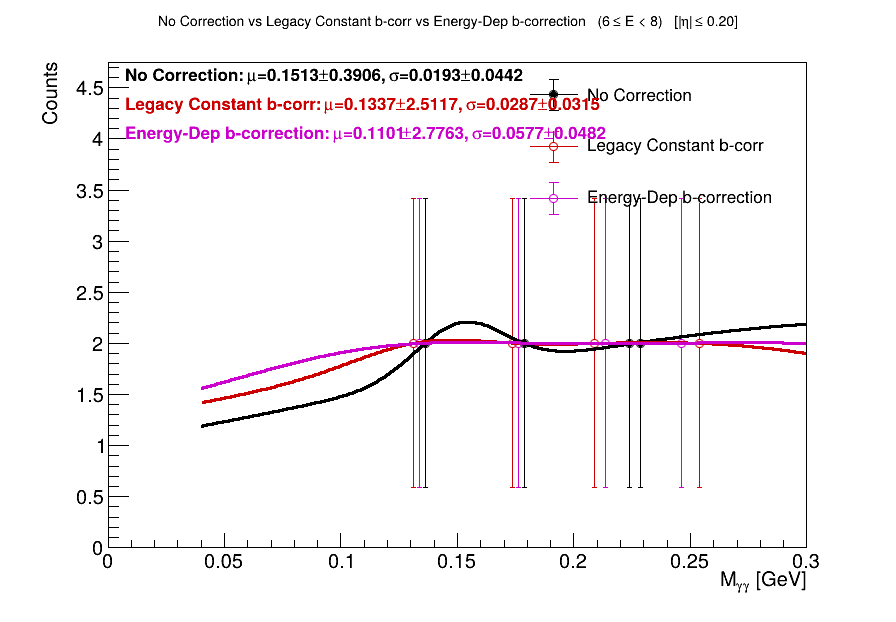 No Correction vs Legacy Constant b-corr vs Energy-Dep b-correction (6 ≤ E < 8) [|η| ≤ 0.20]
Counts
No Correction: μ=0.1513±0.3906, σ=0.0193±0.0442
Legacy Constant b-corr: μ=0.1337±2.5117, σ=0.0287±0.0315
Energy-Dep b-correction: μ=0.1101±2.7763, σ=0.0577±0.0482
No Correction
Legacy Constant b-corr
Energy-Dep b-correction
4.5
4
3.5
3
2.5
2
1.5
1
0.5
0
0 0.05 0.1 0.15 0.2 0.25 0.3
Mγγ [GeV]